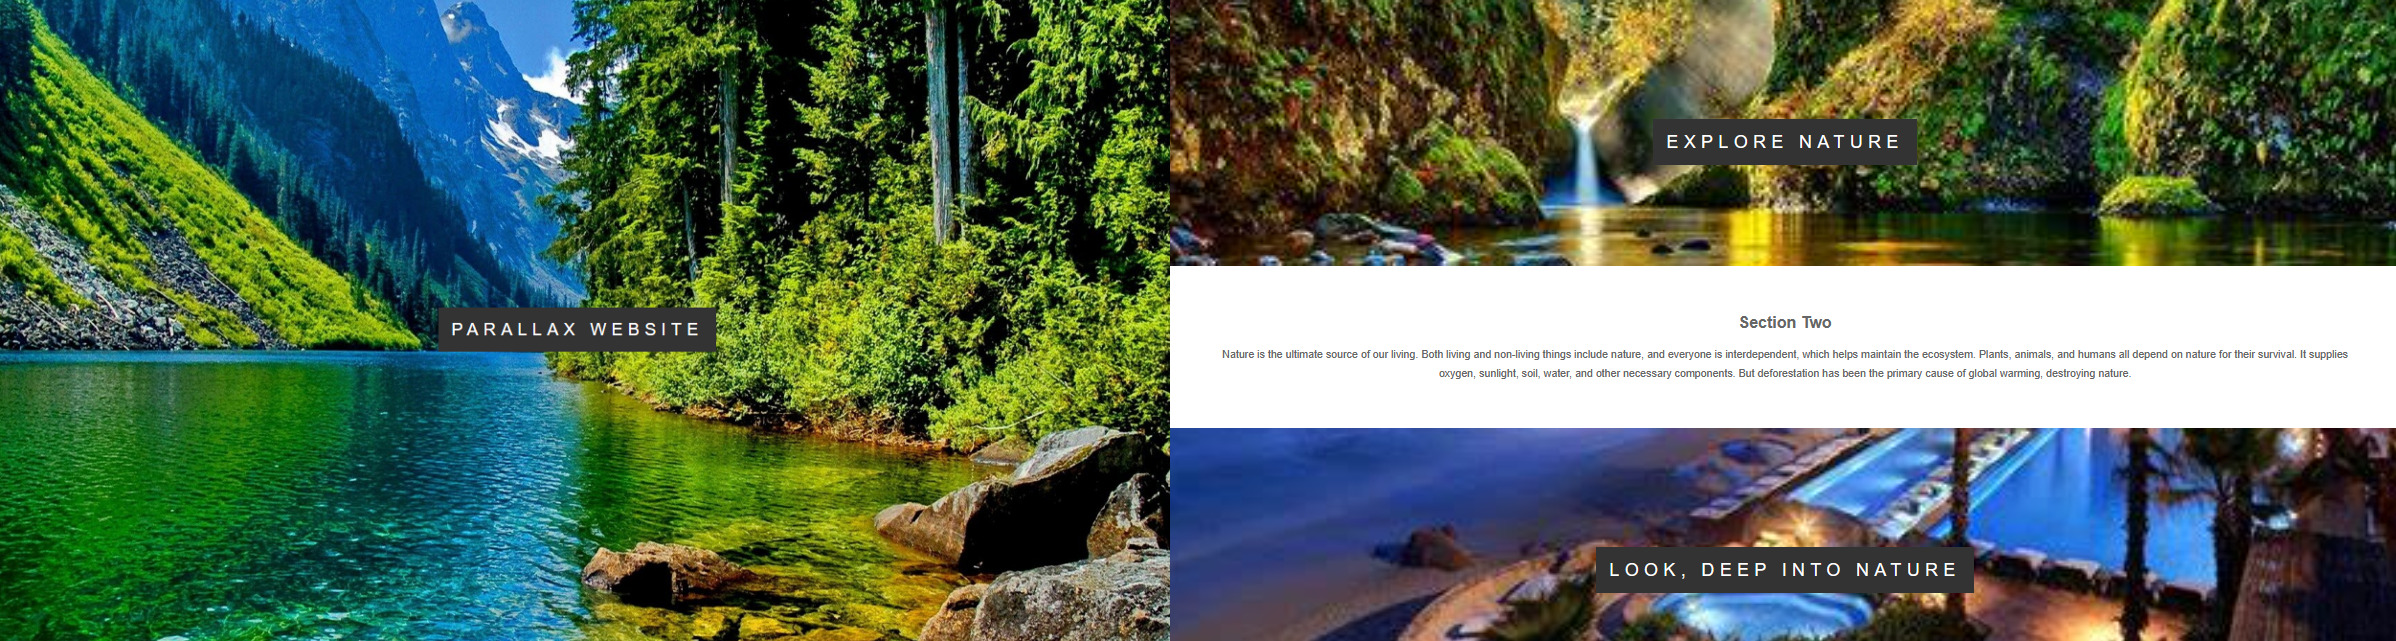 PARALLAX WEBSITE
EXPLORE NATURE
Section Two
Nature is the ultimate source of our living. Both living and non-living things include nature, and everyone is interdependent, which helps maintain the ecosystem. Plants, animals, and humans all depend on nature for their survival. It supplies
oxygen, sunlight, soil, water, and other necessary components. But deforestation has been the primary cause of global warming, destroying nature.
LOOK, DEEP INTO NATURE